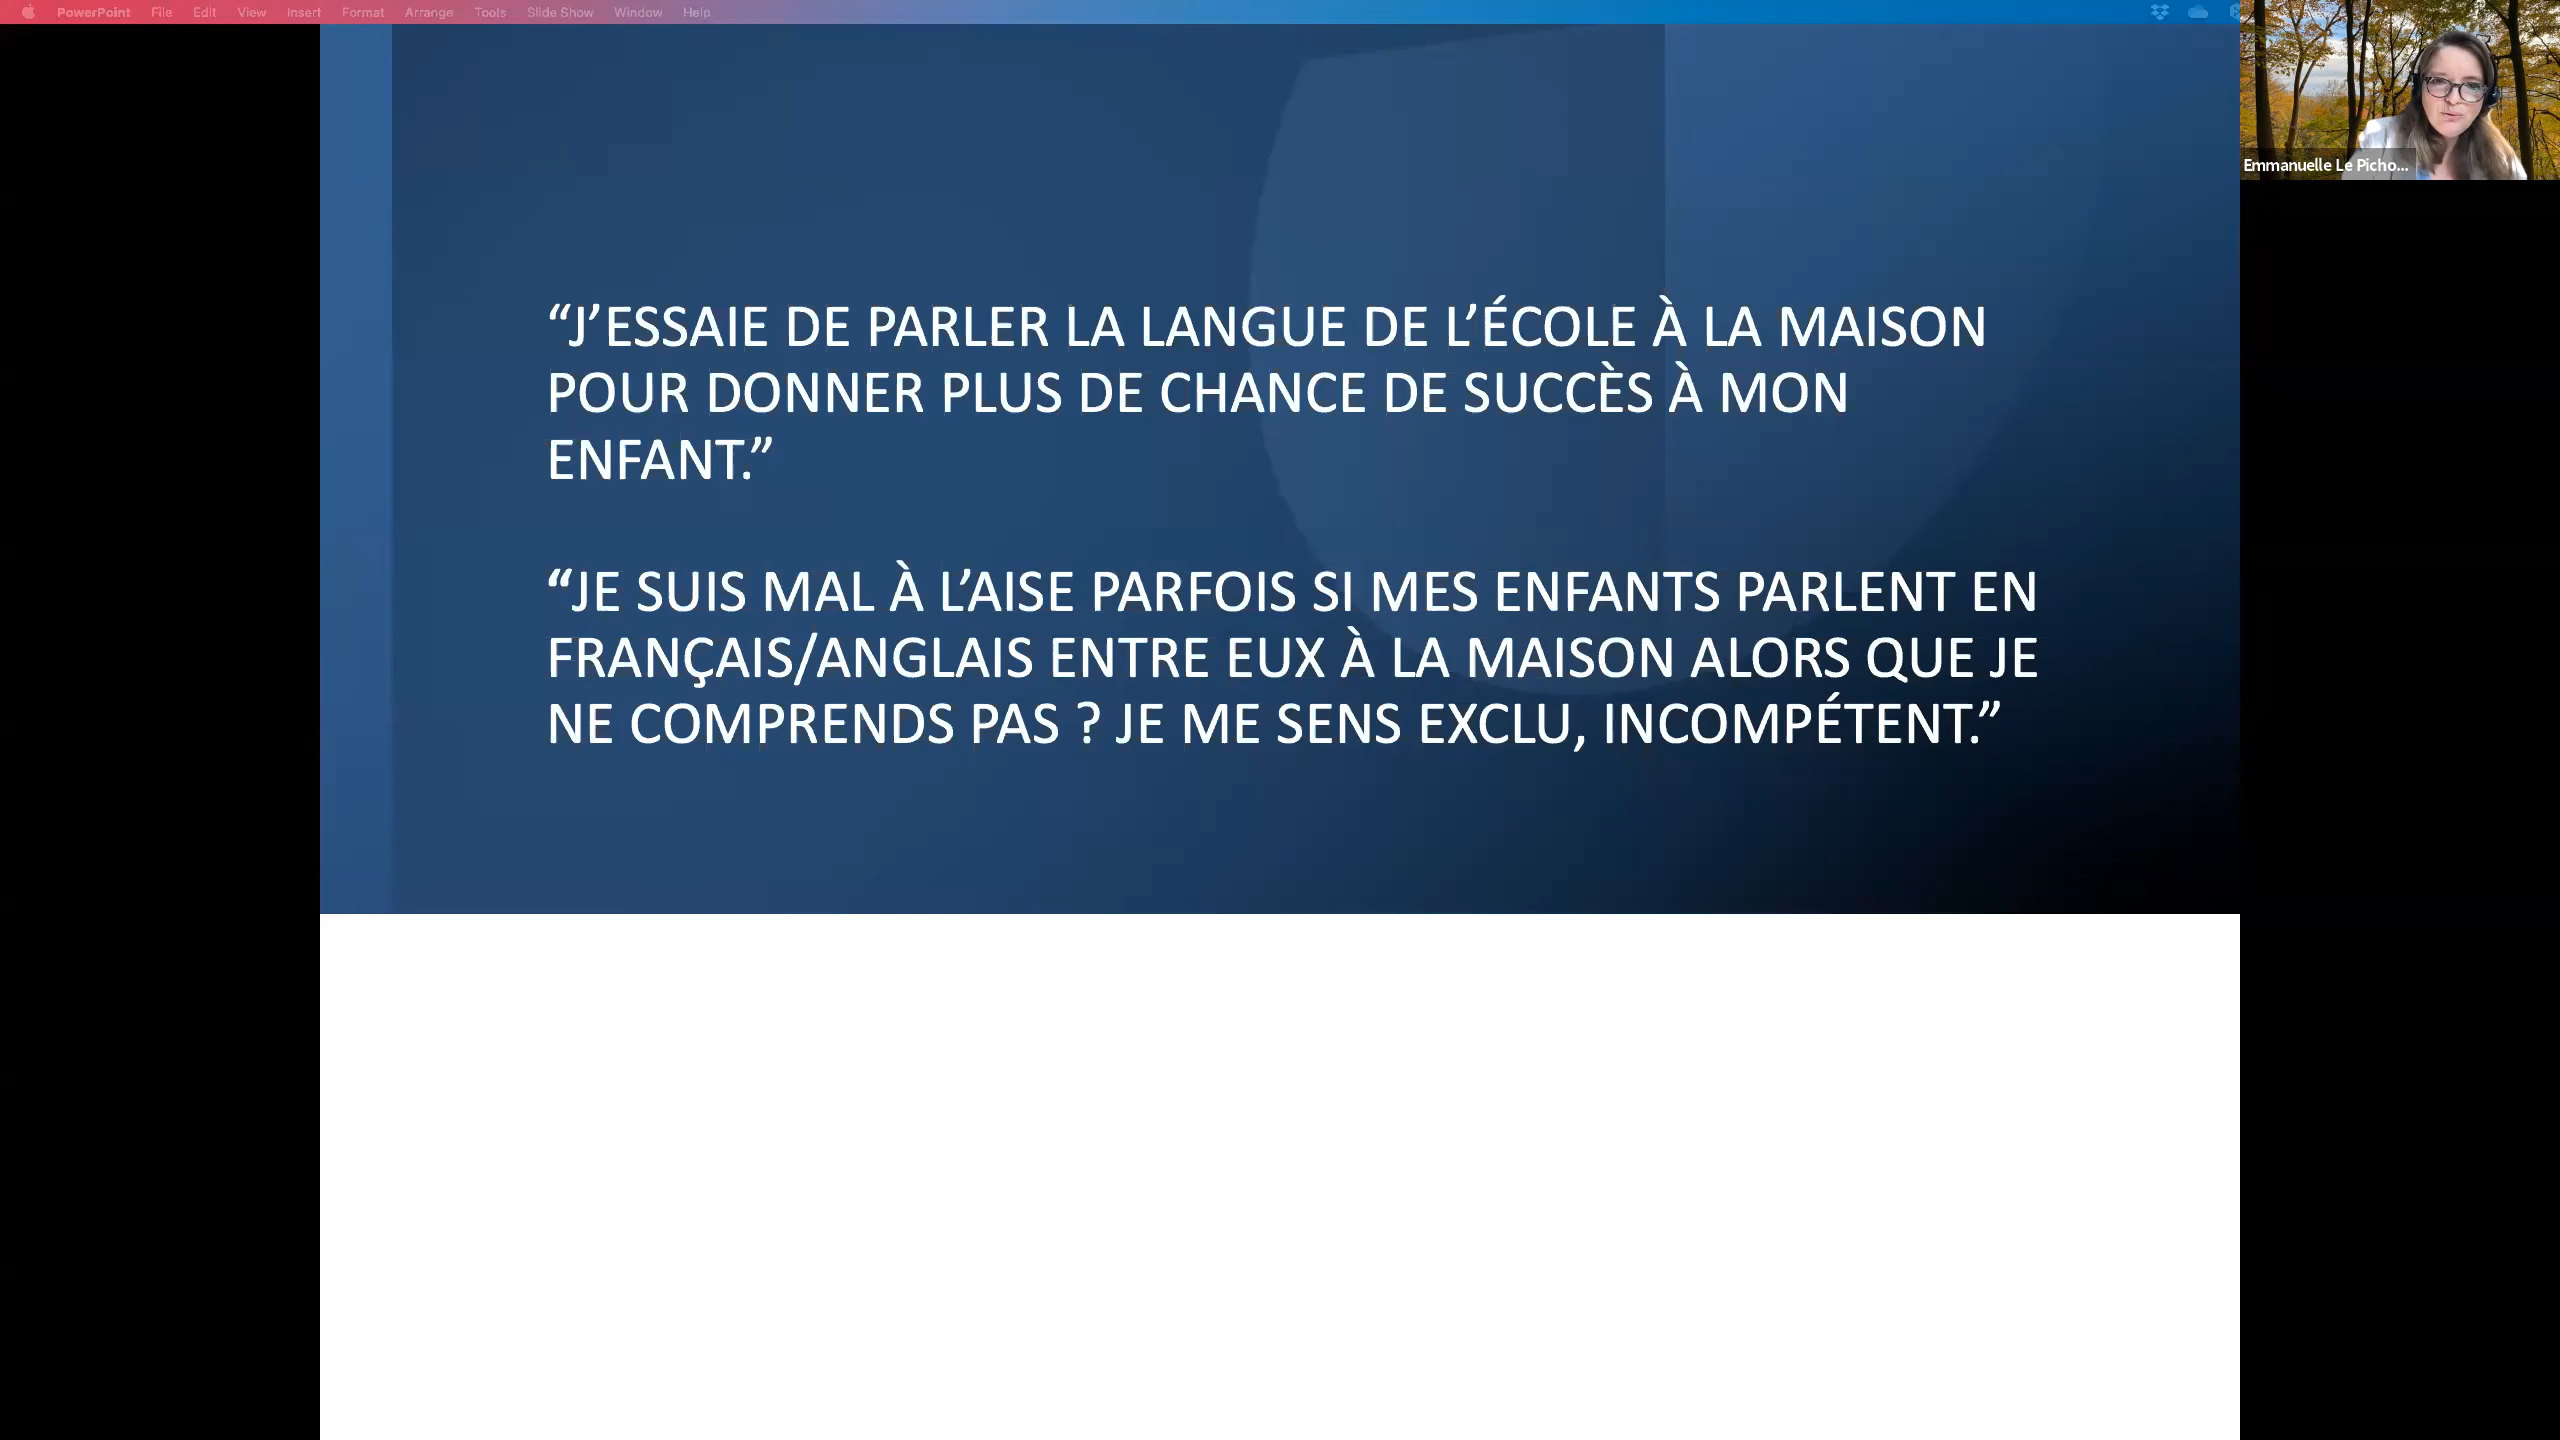 PowerPoint File Edit View Insert Format Arrange Tools Slide Show Window Help
Emmanuelle Le Picho...
“J’ESSAIE DE PARLER LA LANGUE DE L’ÉCOLE À LA MAISON
POUR DONNER PLUS DE CHANCE DE SUCCÈS À MON
ENFANT.”
“JE SUIS MAL À L’AISE PARFOIS SI MES ENFANTS PARLENT EN
FRANÇAIS/ANGLAIS ENTRE EUX À LA MAISON ALORS QUE JE
NE COMPRENDS PAS ? JE ME SENS EXCLU, INCOMPÉTENT.”